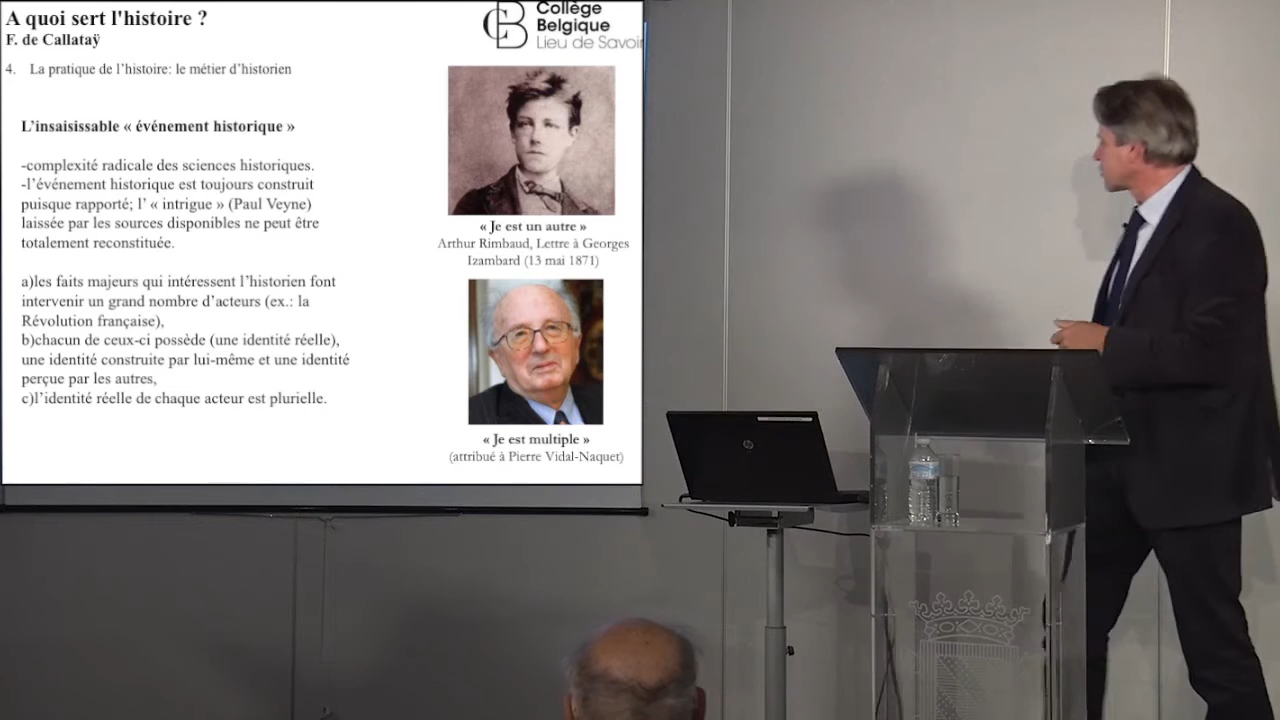 A quoi sert l'histoire ?
F. de Callataÿ
Collège
Belgique
Lieu de Savoir
4. La pratique de l'histoire: le métier d'historien
L'insaisissable « événement historique »
-complexité radicale des sciences historiques.
-l'événement historique est toujours construit
puisque rapporté; l' « intrigue » (Paul Veyne)
laissée par les sources disponibles ne peut être
totalement reconstituée.
a)les faits majeurs qui intéressent l'historien font
intervenir un grand nombre d'acteurs (ex.: la
Révolution française),
b)chacun de ceux-ci possède (une identité réelle),
une identité construite par lui-même et une identité
perçue par les autres,
c)l'identité réelle de chaque acteur est plurielle.
« Je est un autre »
Arthur Rimbaud, Lettre à Georges
Izambard (13 mai 1871)
« Je est multiple »
(attribué à Pierre Vidal-Naquet)
hp